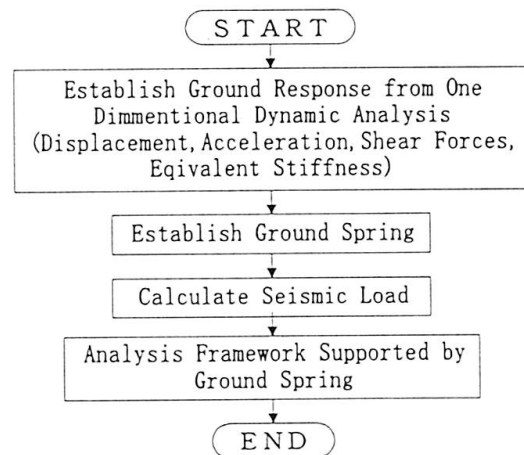 START
Establish Ground Response from One
Dimmentional Dynamic Analysis
(Displacement, Acceleration, Shear Forces,
Eqivalent Stiffness)
Establish Ground Spring
Calculate Seismic Load
Analysis Framework Supported by
Ground Spring
END